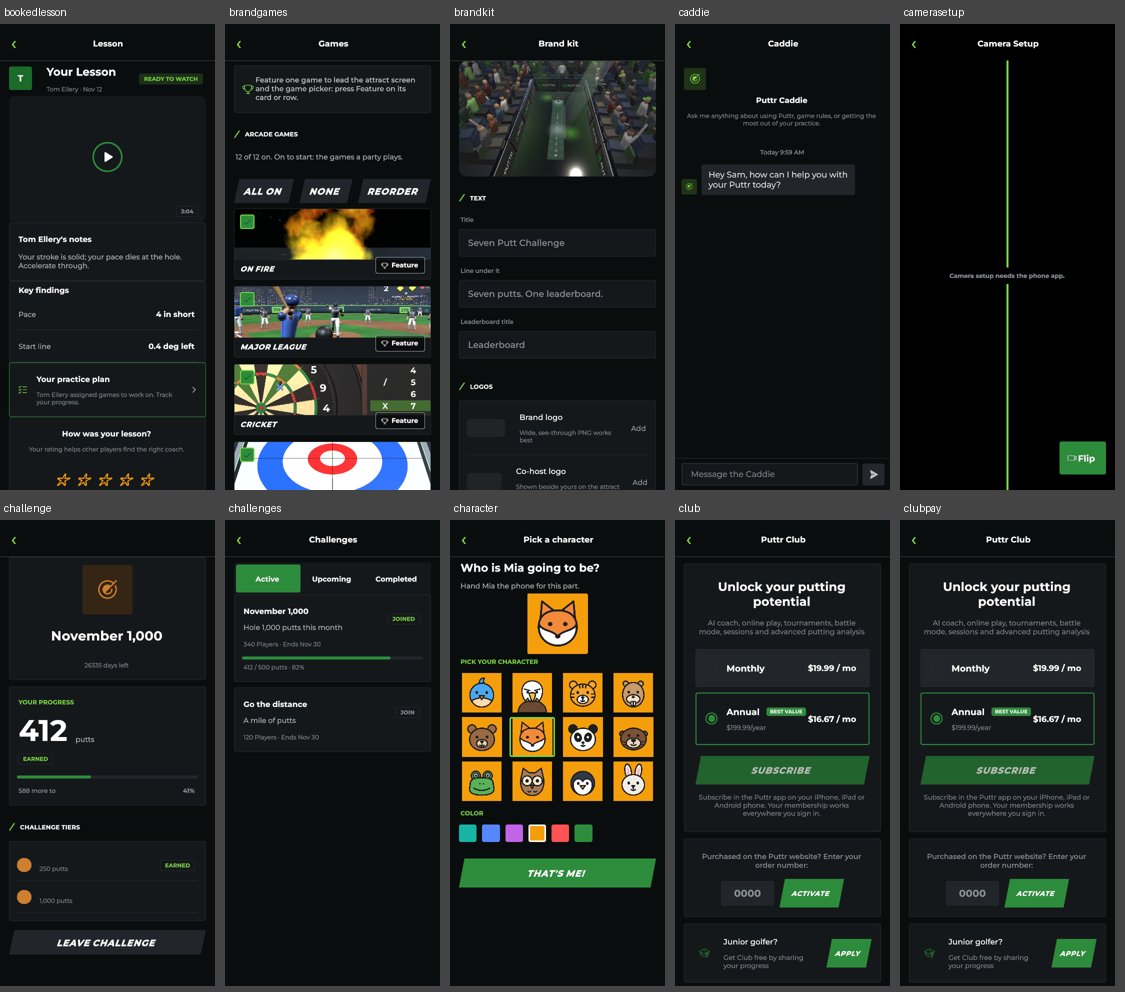 bookedlesson
Lesson
T
Your Lesson
Tom Ellery · Nov 12
READY TO WATCH
3:04
Tom Ellery's notes
Your stroke is solid; your pace dies at the hole.
Accelerate through.
Key findings
Pace
4 in short
Start line
0.4 deg left
Your practice plan
Tom Ellery assigned games to work on. Track
your progress.
How was your lesson?
Your rating helps other players find the right coach.
brandgames
Games
Feature one game to lead the attract screen
and the game picker: press Feature on its
card or row.
ARCADE GAMES
12 of 12 on. On to start: the games a party plays.
ALL ON
NONE
REORDER
ON FIRE
Feature
2
MAJOR LEAGUE
Feature
5
9
4
4
/ 5
6
X 7
CRICKET
Feature
brandkit
Brand kit
TEXT
Title
Seven Putt Challenge
Line under it
Seven putts. One leaderboard.
Leaderboard title
Leaderboard
LOGOS
Brand logo
Wide, see-through PNG works
best
Add
Co-host logo
Shown beside yours on the attract
Add
caddie
Caddie
Puttr Caddie
Ask me anything about using Puttr, game rules, or getting the
most out of your practice.
Today 9:59 AM
Hey Sam, how can I help you with
your Puttr today?
Message the Caddie
camerasetup
Camera Setup
Camera setup needs the phone app.
Flip
challenge
November 1,000
26335 days left
YOUR PROGRESS
412 putts
EARNED
588 more to
41%
CHALLENGE TIERS
250 putts
EARNED
1,000 putts
LEAVE CHALLENGE
challenges
Challenges
Active
Upcoming
Completed
November 1,000
Hole 1,000 putts this month
JOINED
340 Players · Ends Nov 30
412 / 500 putts · 82%
Go the distance
A mile of putts
JOIN
120 Players · Ends Nov 30
character
Pick a character
Who is Mia going to be?
Hand Mia the phone for this part.
PICK YOUR CHARACTER
COLOR
THAT'S ME!
club
Puttr Club
Unlock your putting
potential
AI coach, online play, tournaments, battle
mode, sessions and advanced putting analysis
Monthly
$19.99 / mo
Annual
BEST VALUE
$16.67 / mo
$199.99/year
SUBSCRIBE
Subscribe in the Puttr app on your iPhone, iPad or
Android phone. Your membership works
everywhere you sign in.
Purchased on the Puttr website? Enter your
order number:
0000
ACTIVATE
Junior golfer?
Get Club free by sharing
your progress
APPLY
clubpay
Puttr Club
Unlock your putting
potential
AI coach, online play, tournaments, battle
mode, sessions and advanced putting analysis
Monthly
$19.99 / mo
Annual
BEST VALUE
$16.67 / mo
$199.99/year
SUBSCRIBE
Subscribe in the Puttr app on your iPhone, iPad or
Android phone. Your membership works
everywhere you sign in.
Purchased on the Puttr website? Enter your
order number:
0000
ACTIVATE
Junior golfer?
Get Club free by sharing
your progress
APPLY